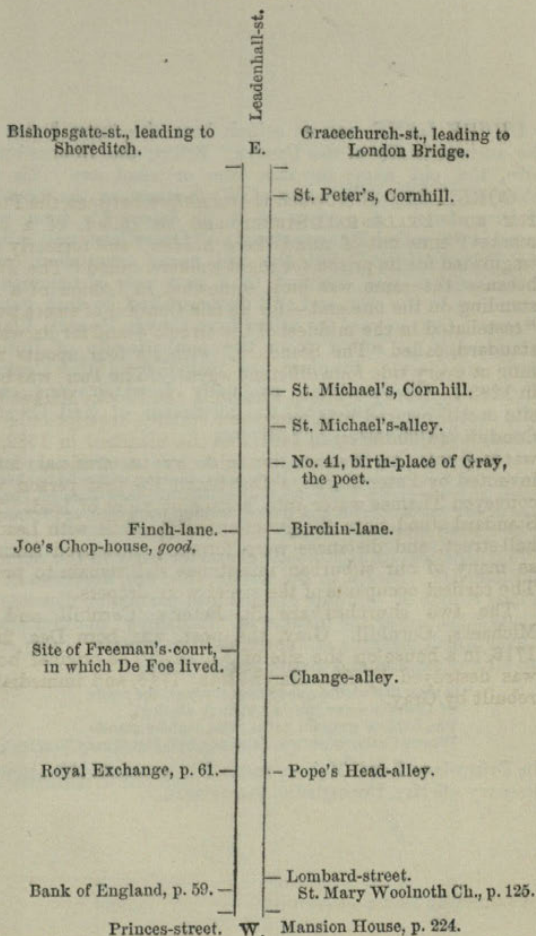 Leadenhall-st.
Bishopsgate-st., leading to
Shoreditch.
E.
Gracechurch-st., leading to
London Bridge.
St. Peter's, Cornhill.
St. Michael's, Cornhill.
St. Michael's-alley.
No. 41, birth-place of Gray,
the poet.
Finch-lane.
Joe's Chop-house, good.
Birchin-lane.
Site of Freeman's-court,
in which De Foe lived.
Change-alley.
Royal Exchange, p. 61.
Pope's Head-alley.
Lombard-street.
St. Mary Woolnoth Ch., p. 125.
Bank of England, p. 59.
Princes-street. W. Mansion House, p. 224.